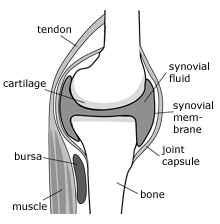 tendon
cartilage
synovial
fluid
synovial
mem-
brane
joint
capsule
bursa
bone
muscle